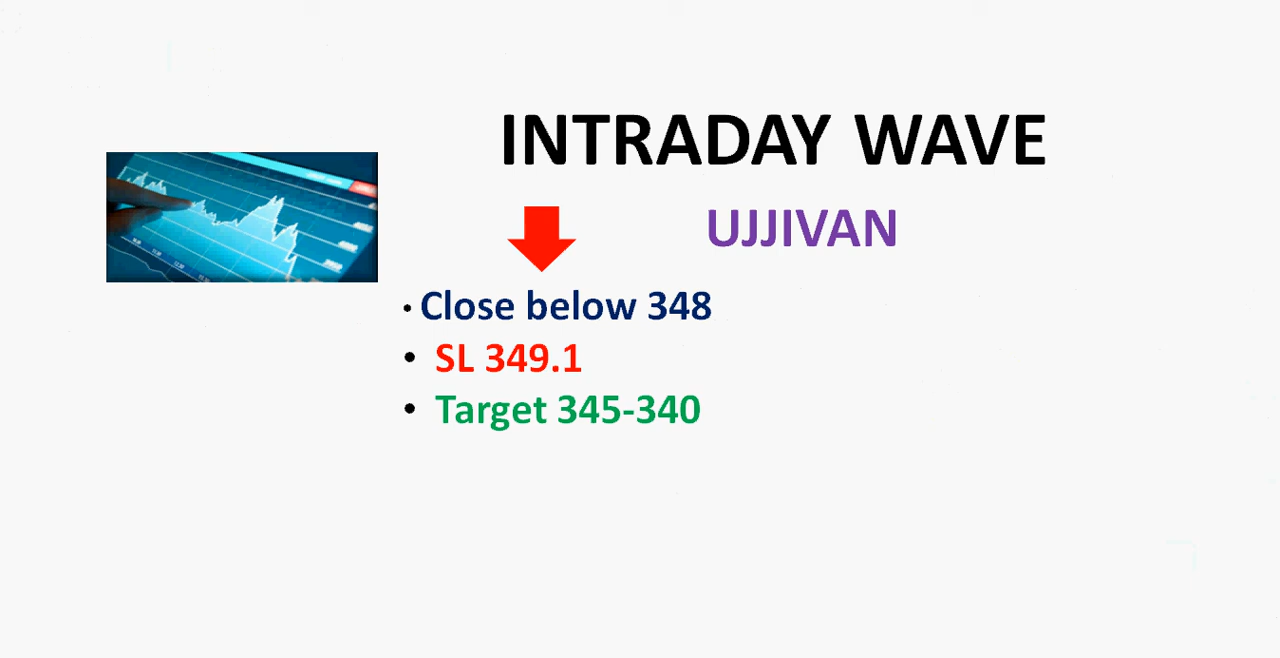 INTRADAY WAVE
UJJIVAN
• Close below 348
• SL 349.1
• Target 345-340